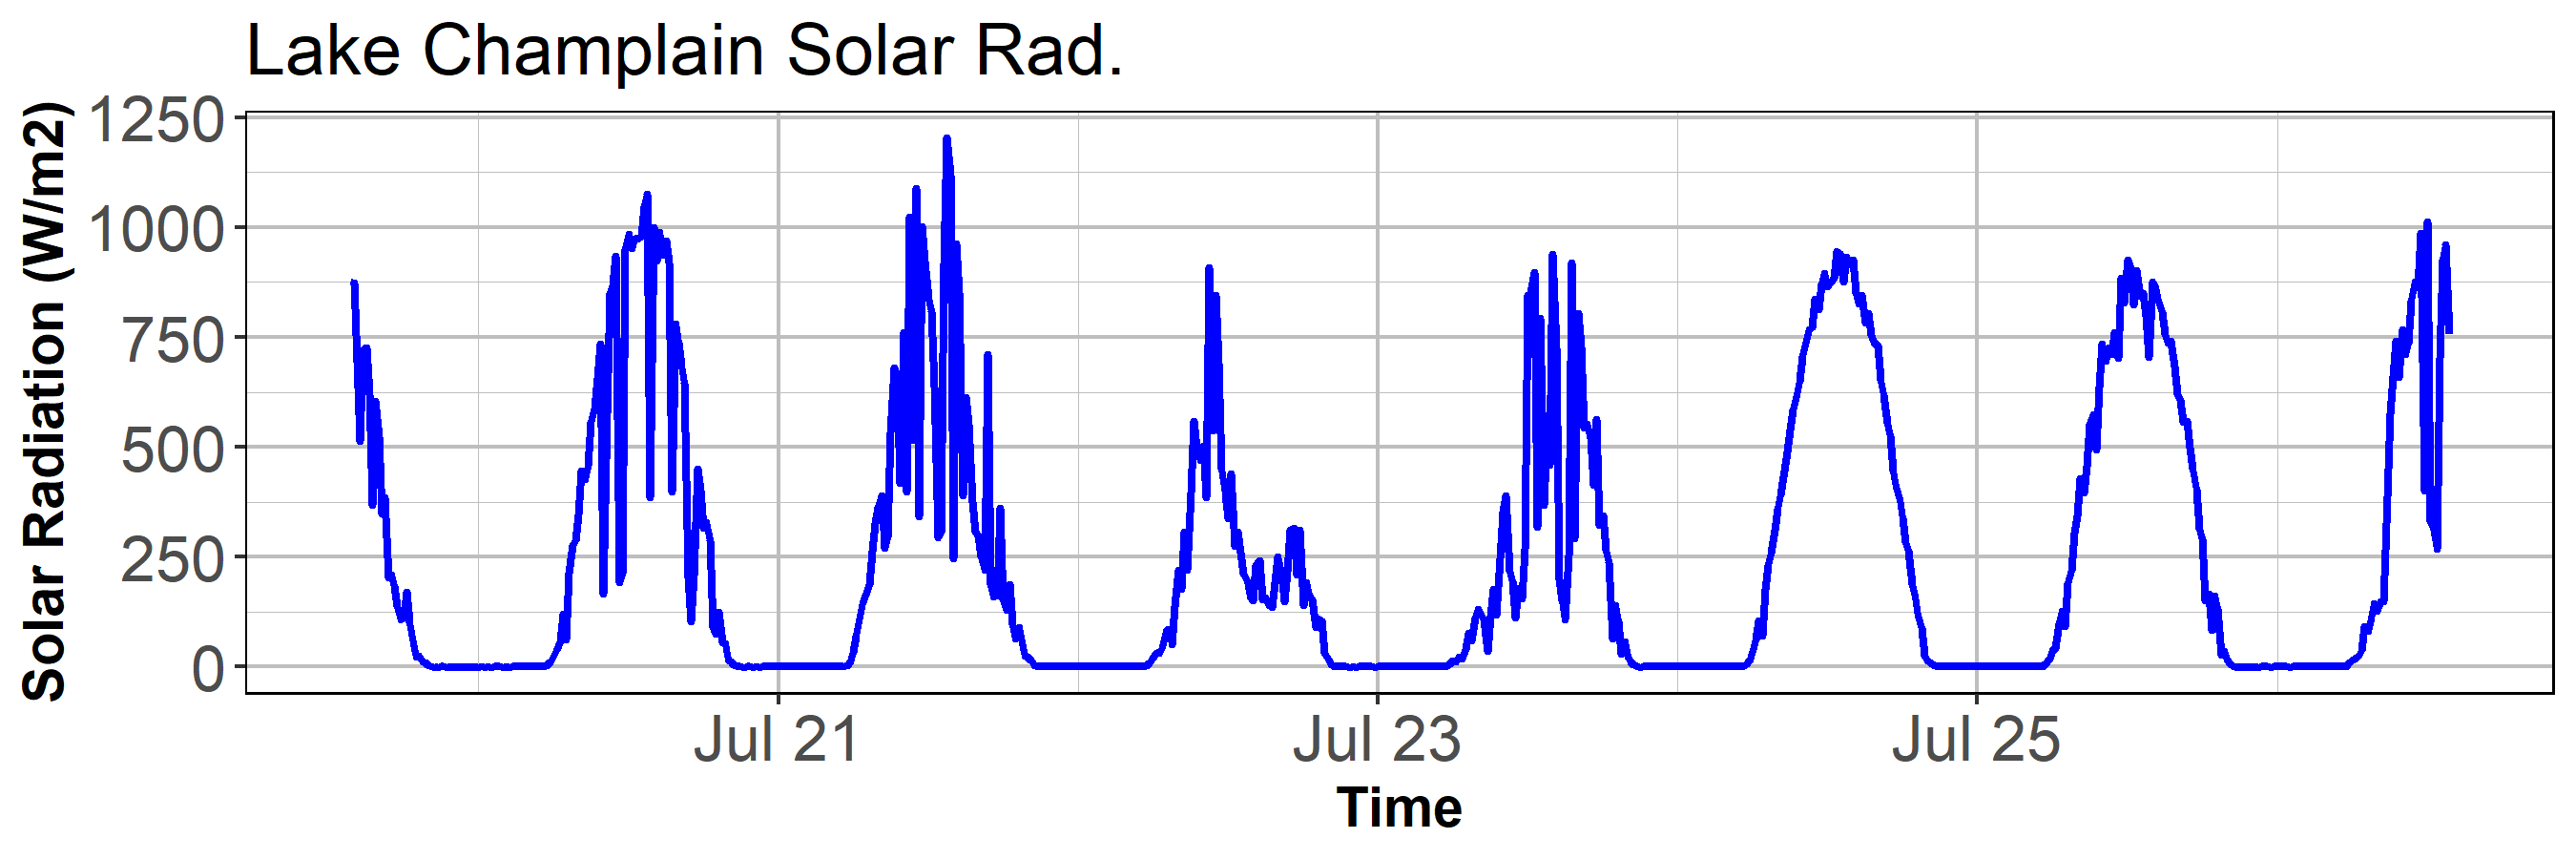 Lake Champlain Solar Rad.
Solar Radiation (W/m2)
1250
1000
750
500
250
0
Jul 21 Jul 23 Jul 25
Time